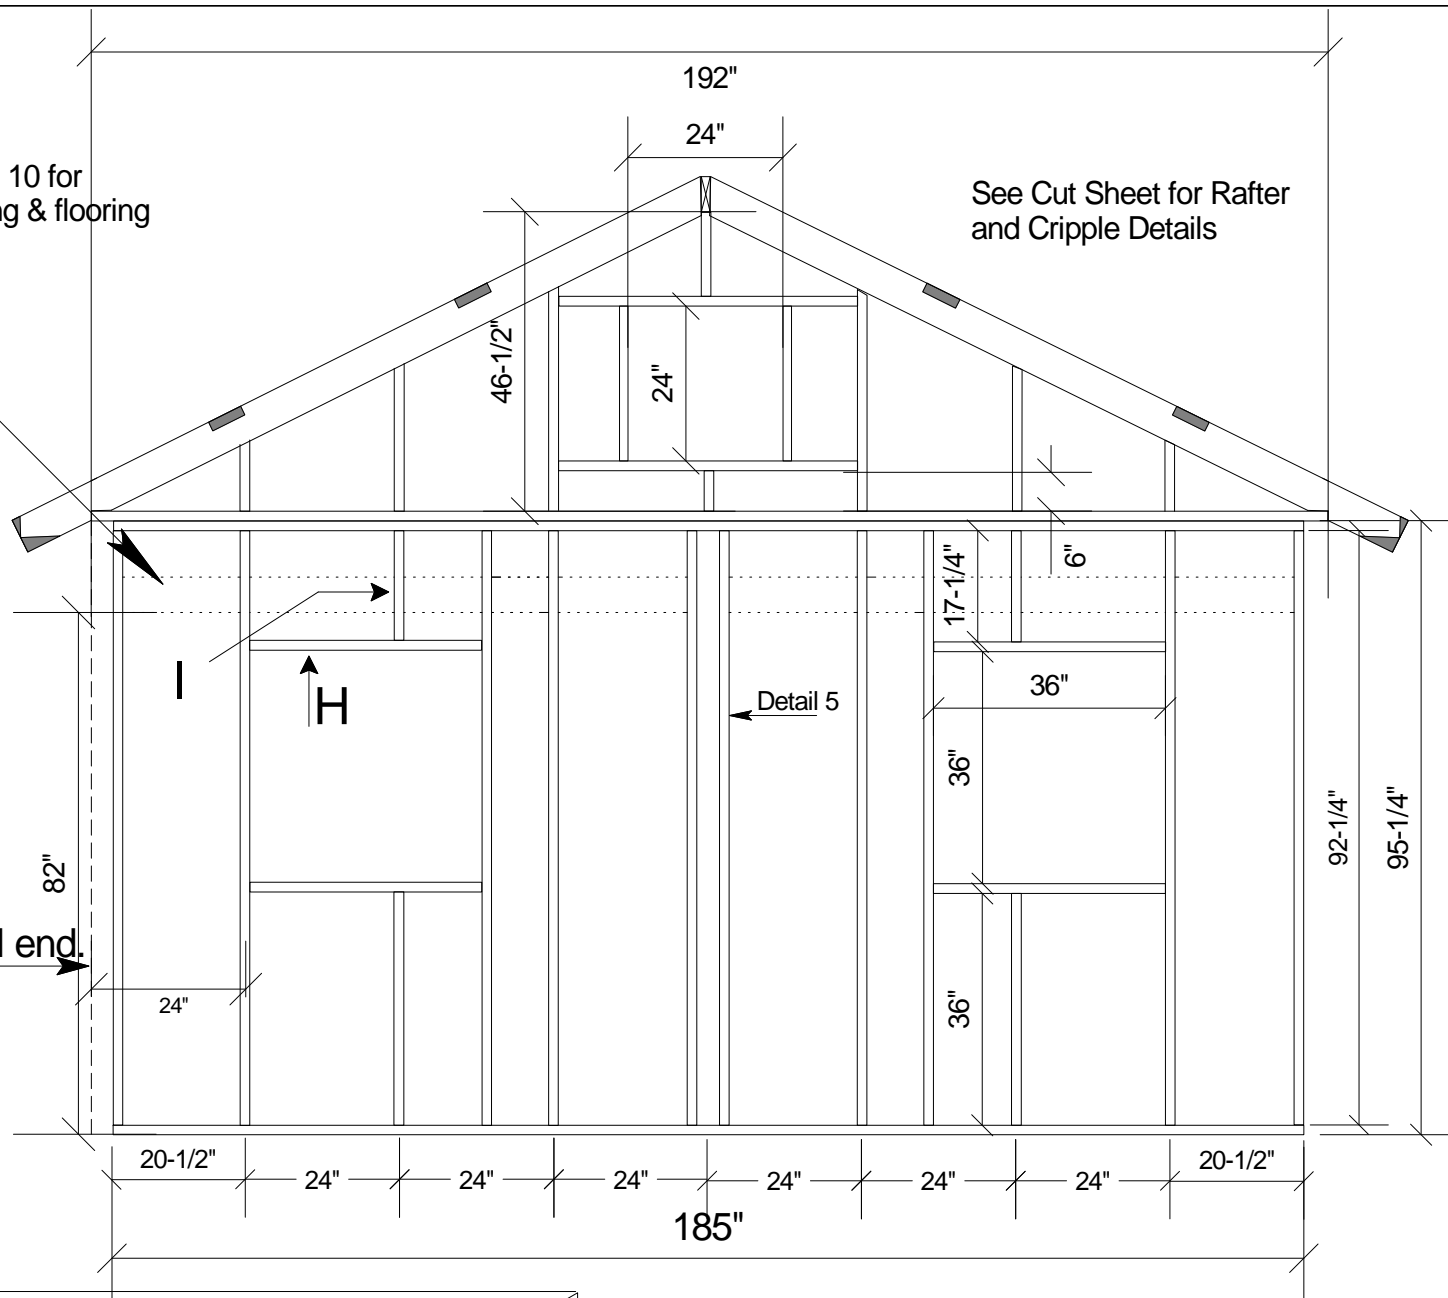 192"
24"
10 for
g & flooring
See Cut Sheet for Rafter
and Cripple Details
46-1/2"
24"
6"
17-1/4"
I
H
36"
Detail 5
36"
92-1/4"
95-1/4"
82"
end.
24"
36"
20-1/2"
24"
24"
24"
24"
24"
24"
20-1/2"
185"